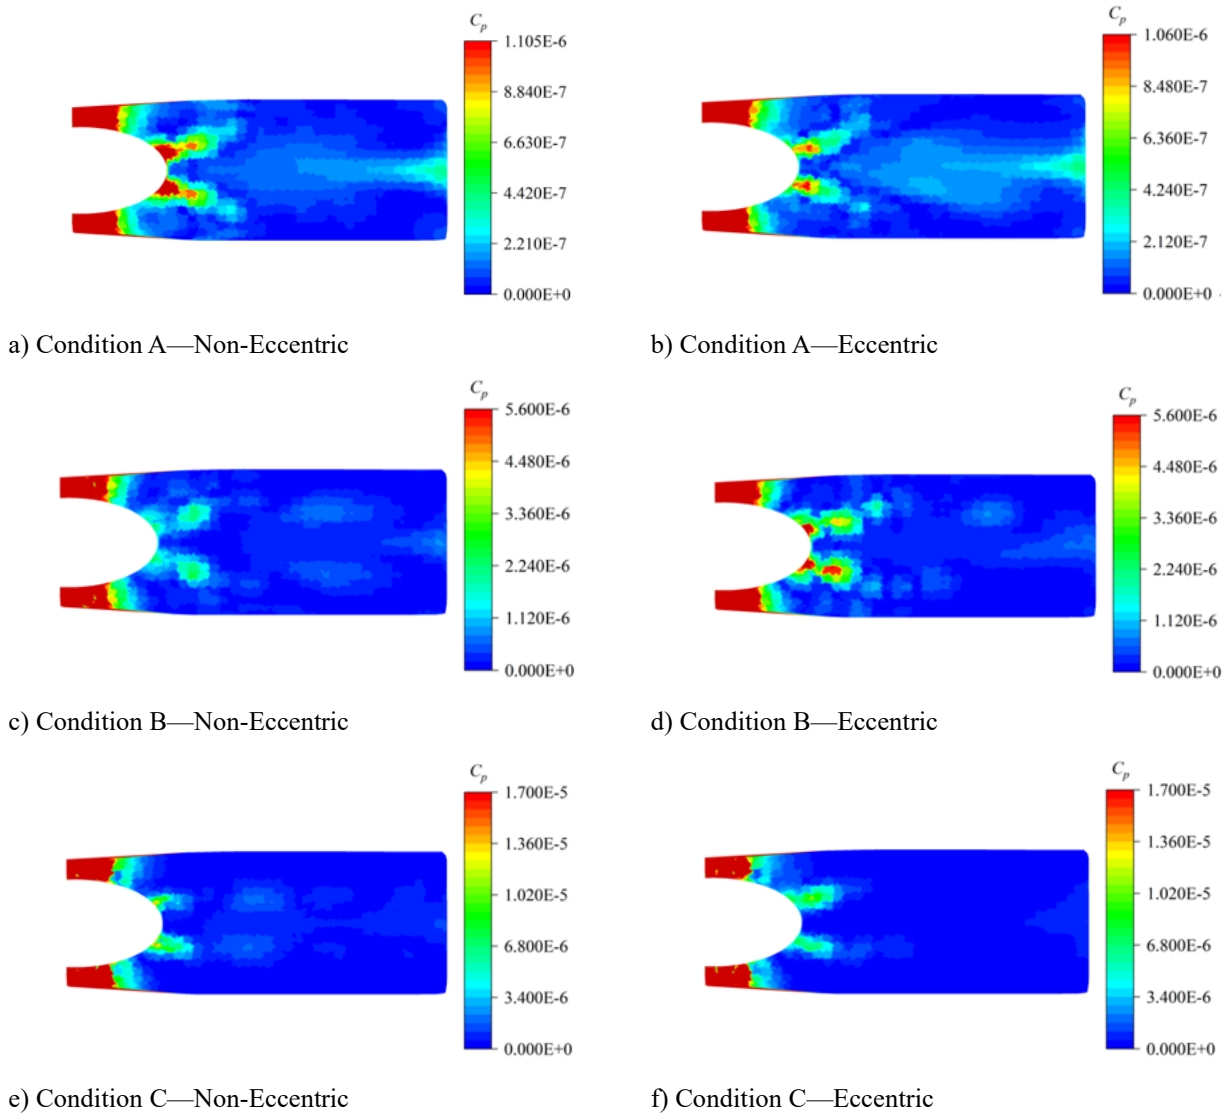 C_p
1.105E-6
8.840E-7
6.630E-7
4.420E-7
2.210E-7
0.000E+0
a) Condition A—Non-Eccentric
C_p
1.060E-6
8.480E-7
6.360E-7
4.240E-7
2.120E-7
0.000E+0
b) Condition A—Eccentric
C_p
5.600E-6
4.480E-6
3.360E-6
2.240E-6
1.120E-6
0.000E+0
c) Condition B—Non-Eccentric
C_p
5.600E-6
4.480E-6
3.360E-6
2.240E-6
1.120E-6
0.000E+0
d) Condition B—Eccentric
C_p
1.700E-5
1.360E-5
1.020E-5
6.800E-6
3.400E-6
0.000E+0
e) Condition C—Non-Eccentric
C_p
1.700E-5
1.360E-5
1.020E-5
6.800E-6
3.400E-6
0.000E+0
f) Condition C—Eccentric